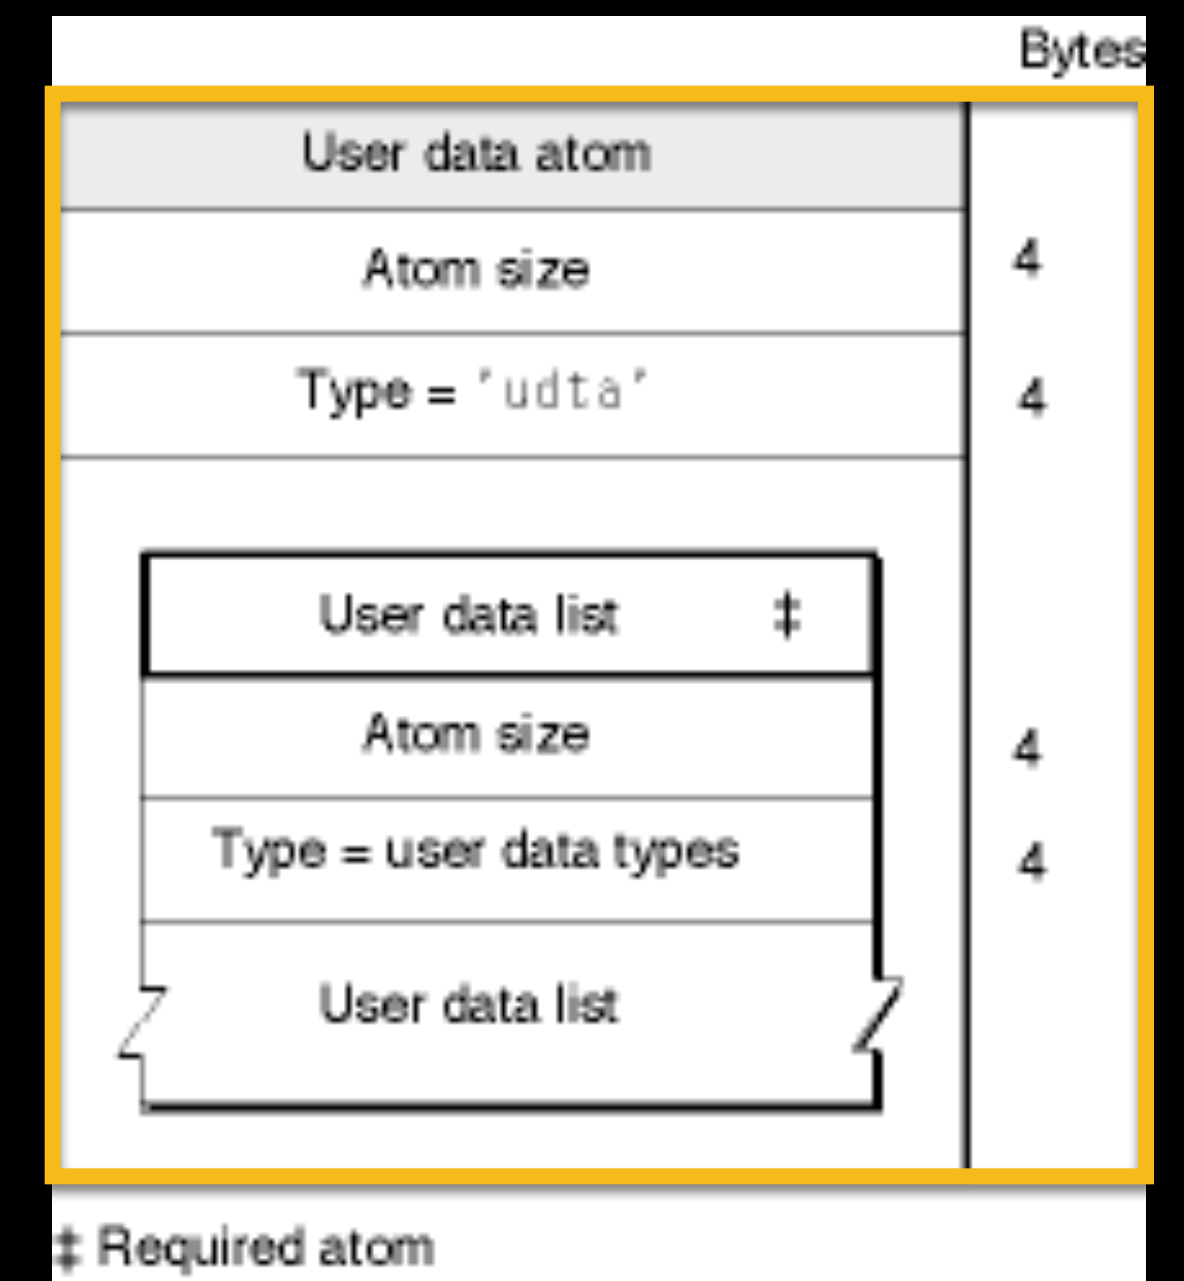 Bytes
User data atom
Atom size 4
Type = 'udta' 4
User data list ‡
Atom size 4
Type = user data types 4
User data list
‡ Required atom